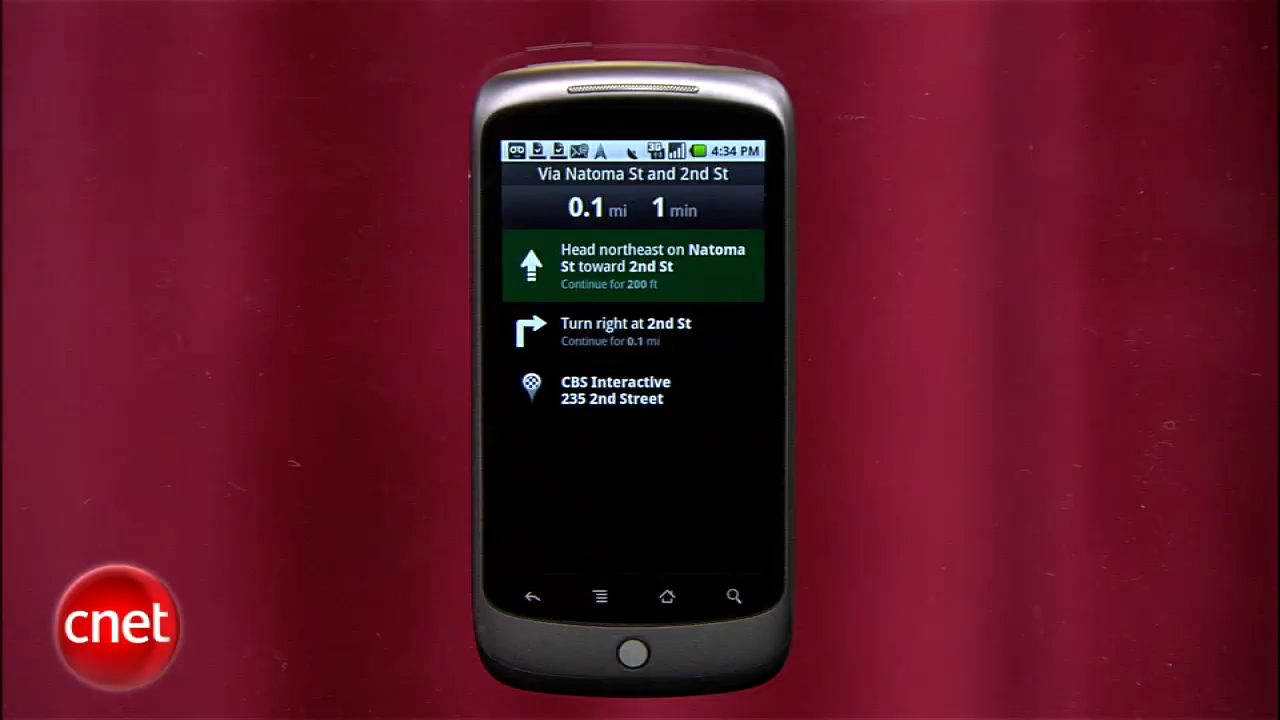 3G
4:34 PM
Via Natoma St and 2nd St
0.1 mi 1 min
Head northeast on Natoma
St toward 2nd St
Continue for 200 ft
Turn right at 2nd St
Continue for 0.1 mi
CBS Interactive
235 2nd Street
cnet